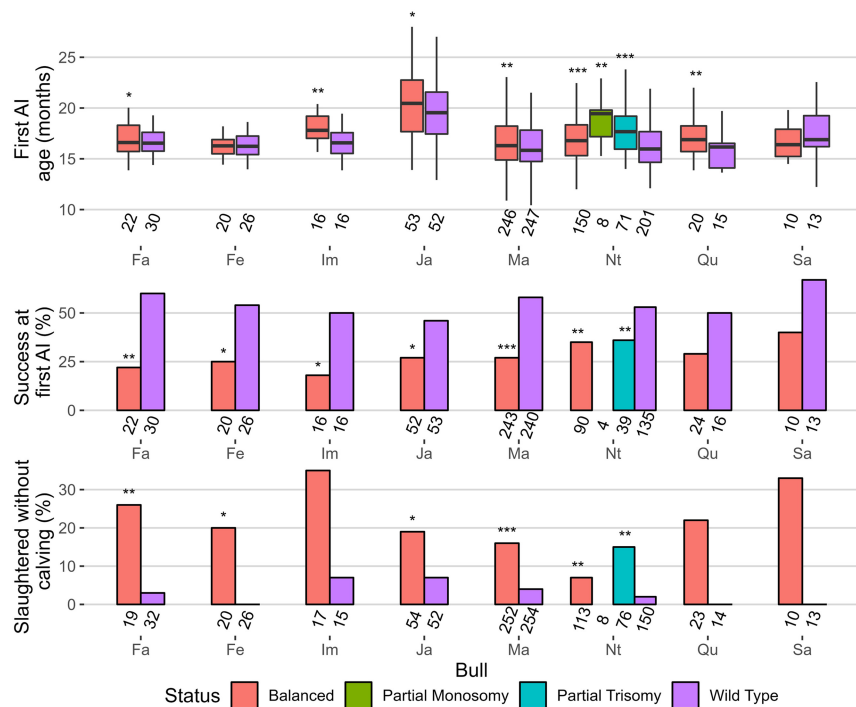 First AI
age (months)
25
20
15
10
* ** * ** *** ** *** **
22 30 20 26 16 16 53 52 246 247 150 8 71 201 20 15 10 13
Fa Fe Im Ja Ma Nt Qu Sa
Success at
first AI (%)
50
25
0
** * * * *** ** **
22 30 20 26 16 16 52 53 243 240 90 4 39 135 24 16 10 13
Fa Fe Im Ja Ma Nt Qu Sa
Slaughtered without
calving (%)
30
20
10
0
** * * *** ** **
19 32 20 26 17 15 54 52 252 254 113 8 76 150 23 14 10 13
Fa Fe Im Ja Ma Nt Qu Sa
Bull
Status Balanced Partial Monosomy Partial Trisomy Wild Type